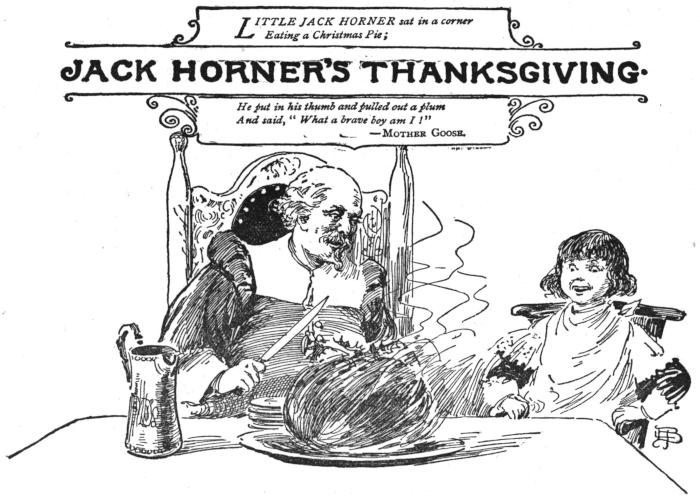 LITTLE JACK HORNER sat in a corner
Eating a Christmas Pie;
JACK HORNER'S THANKSGIVING.
He put in his thumb and pulled out a plum
And said, "What a brave boy am I!"
—MOTHER GOOSE.